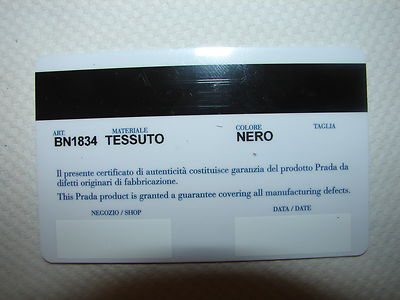 ART. MATERIALE COLORE TAGLIA
BN1834 TESSUTO NERO
Il presente certificato di autenticità costituisce garanzia del prodotto Prada da
difetti originari di fabbricazione.
This Prada product is granted a guarantee covering all manufacturing defects.
NEGOZIO / SHOP DATA / DATE